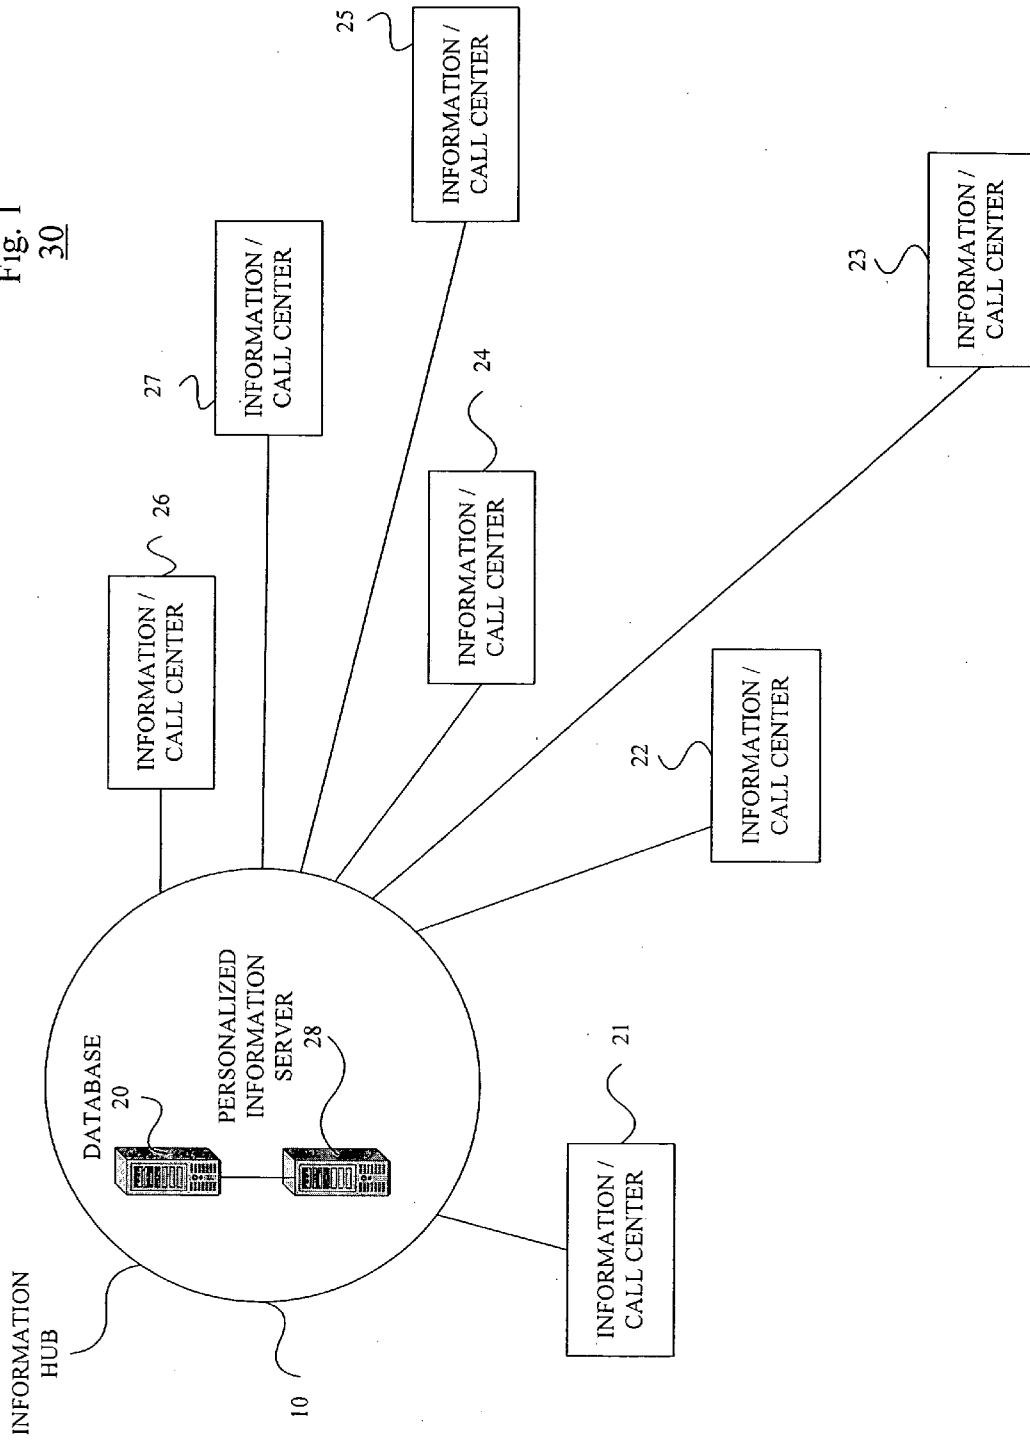 Fig. 1
30
INFORMATION
HUB
10
DATABASE
20
PERSONALIZED
INFORMATION
SERVER
28
INFORMATION /
CALL CENTER
26
INFORMATION /
CALL CENTER
27
INFORMATION /
CALL CENTER
25
INFORMATION /
CALL CENTER
24
INFORMATION /
CALL CENTER
23
INFORMATION /
CALL CENTER
22
INFORMATION /
CALL CENTER
21